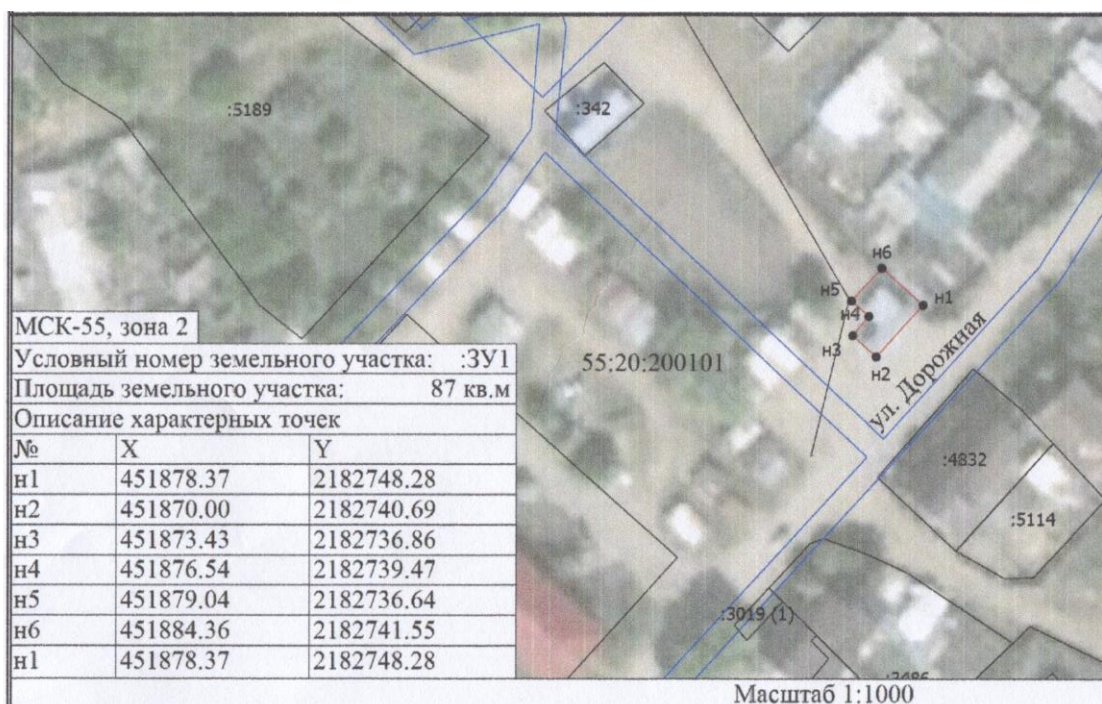 :5189
:342
н6
н5
н1
н4
н3
н2
ул. Дорожная
55:20:200101
:4832
:5114
:3019 (1)
:3486
МСК-55, зона 2
Условный номер земельного участка: :ЗУ1
Площадь земельного участка: 87 кв.м
Описание характерных точек
№ X Y
н1 451878.37 2182748.28
н2 451870.00 2182740.69
н3 451873.43 2182736.86
н4 451876.54 2182739.47
н5 451879.04 2182736.64
н6 451884.36 2182741.55
н1 451878.37 2182748.28
Масштаб 1:1000